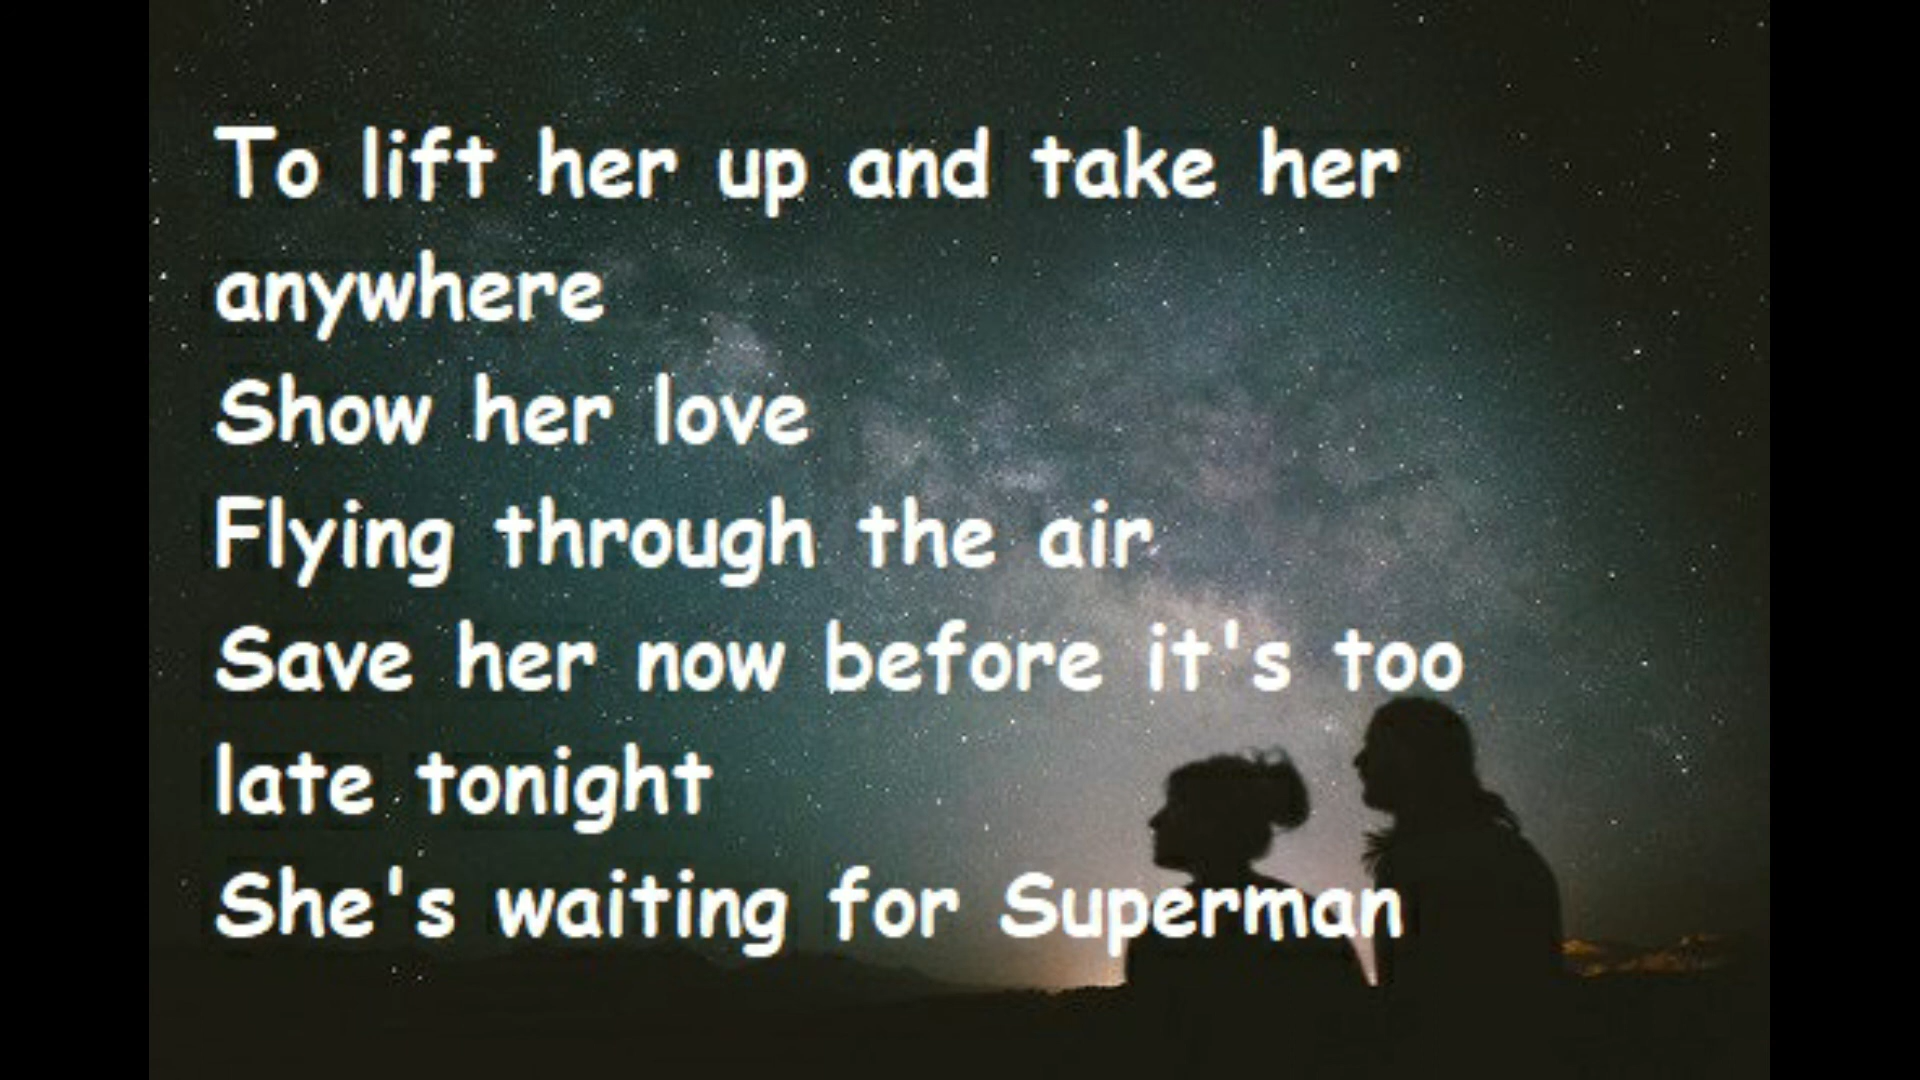 To lift her up and take her
anywhere
Show her love
Flying through the air
Save her now before it's too
late tonight
She's waiting for Superman